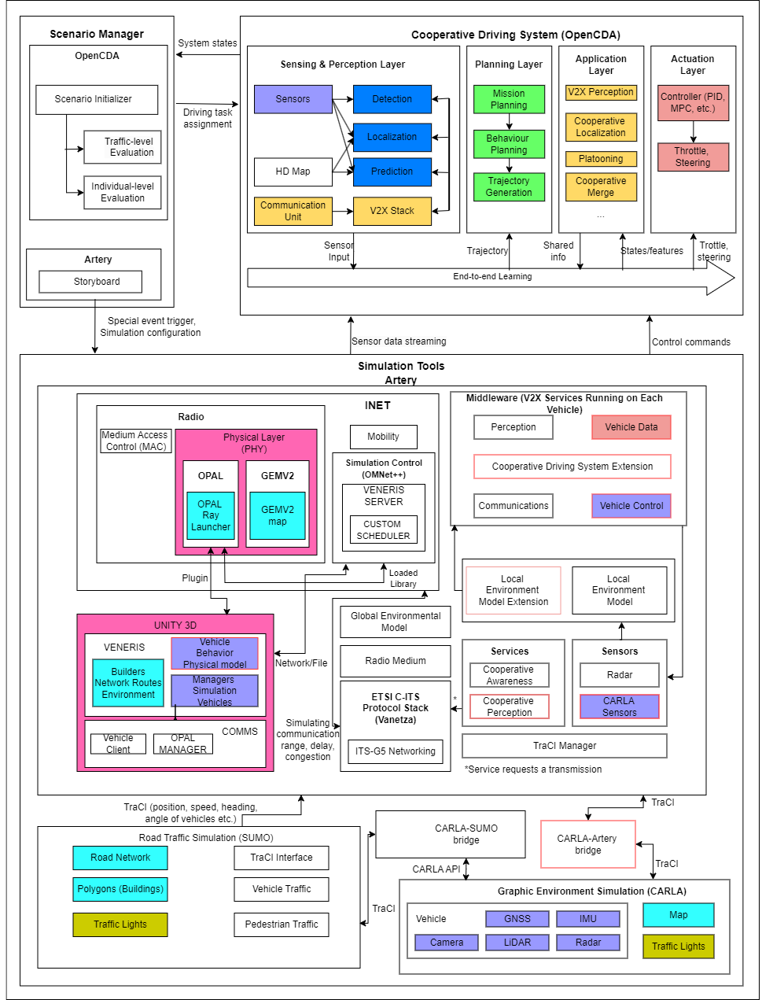 Scenario Manager
OpenCDA
Scenario Initializer
Traffic-level
Evaluation
Individual-level
Evaluation
Artery
Storyboard
System states
Driving task
assignment
Special event trigger,
Simulation configuration
Cooperative Driving System (OpenCDA)
Sensing & Perception Layer
Sensors
Detection
Localization
HD Map
Prediction
Communication
Unit
V2X Stack
Planning Layer
Mission
Planning
Behaviour
Planning
Trajectory
Generation
Application
Layer
V2X Perception
Cooperative
Localization
Platooning
Cooperative
Merge
...
Actuation
Layer
Controller (PID,
MPC, etc.)
Throttle,
Steering
Sensor
Input
Trajectory
Shared
info
States/features
Trottle,
steering
End-to-end Learning
Sensor data streaming
Control commands
Simulation Tools
Artery
INET
Radio
Medium Access
Control (MAC)
Physical Layer
(PHY)
OPAL
OPAL
Ray
Launcher
GEMV2
GEMV2
map
Mobility
Simulation Control
(OMNet++)
VENERIS
SERVER
CUSTOM
SCHEDULER
Plugin
Loaded
Library
Middleware (V2X Services Running on Each
Vehicle)
Perception
Vehicle Data
Cooperative Driving System Extension
Communications
Vehicle Control
Local
Environment
Model Extension
Local
Environment
Model
UNITY 3D
VENERIS
Builders
Network Routes
Environment
Vehicle
Behavior
Physical model
Managers
Simulation
Vehicles
COMMS
Vehicle
Client
OPAL
MANAGER
Network/File
Simulating
communication
range, delay,
congestion
Global Environmental
Model
Radio Medium
ETSI C-ITS
Protocol Stack
(Vanetza)
ITS-G5 Networking
*
Services
Cooperative
Awareness
Cooperative
Perception
Sensors
Radar
CARLA
Sensors
TraCI Manager
*Service requests a transmission
TraCI (position, speed, heading,
angle of vehicles etc.)
Road Traffic Simulation (SUMO)
Road Network
TraCI Interface
Polygons (Buildings)
Vehicle Traffic
Traffic Lights
Pedestrian Traffic
TraCI
CARLA-SUMO
bridge
CARLA API
CARLA-Artery
bridge
TraCI
TraCI
Graphic Environment Simulation (CARLA)
Vehicle
GNSS
IMU
Camera
LiDAR
Radar
Map
Traffic Lights